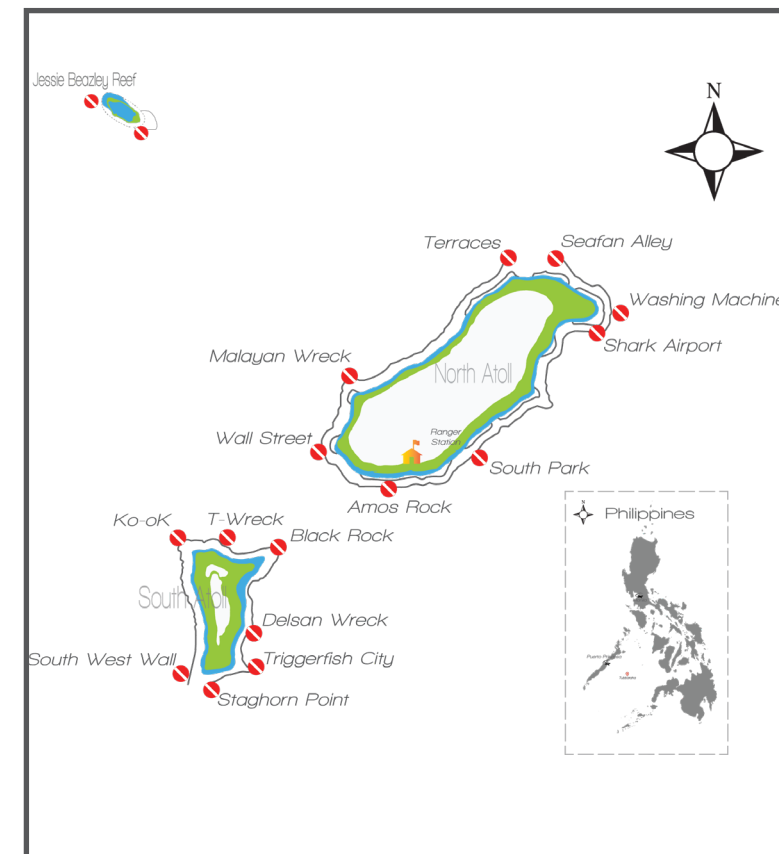 Jessie Beazley Reef
N
Terraces
Seafan Alley
Washing Machine
Shark Airport
Malayan Wreck
North Atoll
Wall Street
Ranger
Station
South Park
Amos Rock
Ko-oK
T-Wreck
Black Rock
Philippines
South Atoll
Delsan Wreck
South West Wall
Triggerfish City
Staghorn Point
Puerto Princesa
Tubbataha